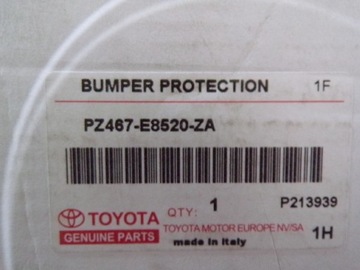 BUMPER PROTECTION 1F
PZ467-E8520-ZA
QTY: 1 P213939
TOYOTA
TOYOTA MOTOR EUROPE NV/SA
GENUINE PARTS
made in Italy 1H